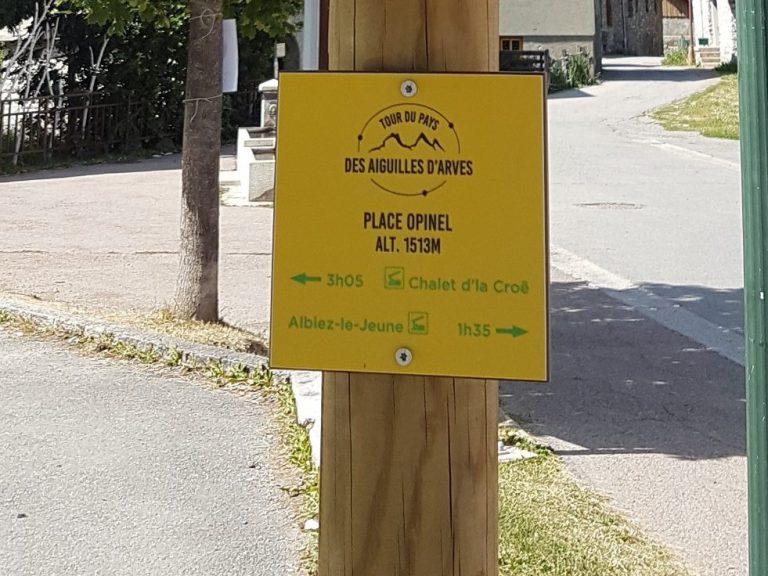 TOUR DU PAYS
DES AIGUILLES D'ARVES
PLACE OPINEL
ALT. 1513M
3h05 Chalet d'la Croë
Albiez-le-Jeune 1h35